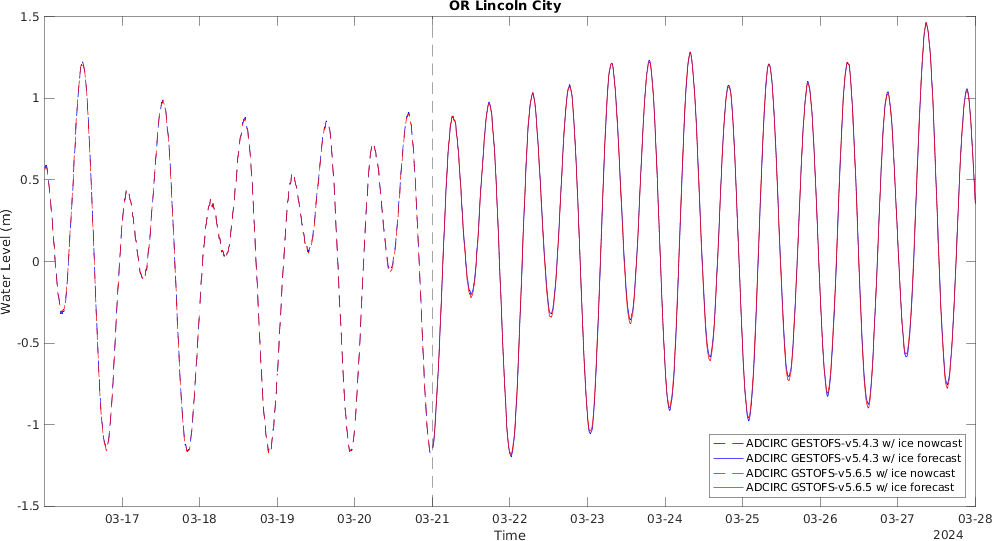 OR Lincoln City
1.5
1
0.5
0
-0.5
-1
-1.5
Water Level (m)
03-17 03-18 03-19 03-20 03-21 03-22 03-23 03-24 03-25 03-26 03-27 03-28
Time
2024
ADCIRC GESTOFS-v5.4.3 w/ ice nowcast
ADCIRC GESTOFS-v5.4.3 w/ ice forecast
ADCIRC GSTOFS-v5.6.5 w/ ice nowcast
ADCIRC GSTOFS-v5.6.5 w/ ice forecast